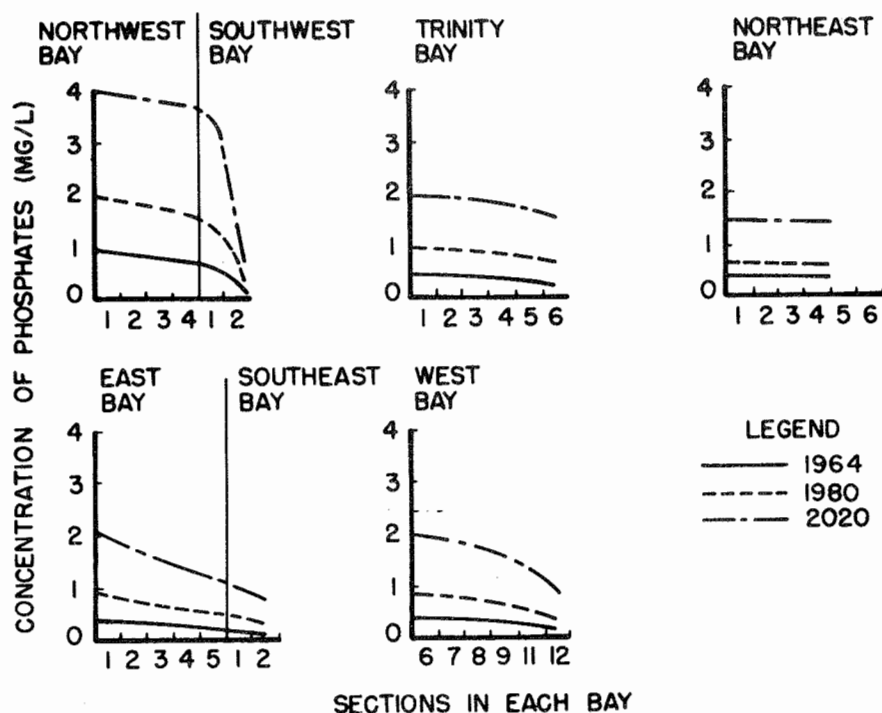 NORTHWEST BAY
SOUTHWEST BAY
TRINITY BAY
NORTHEAST BAY
CONCENTRATION OF PHOSPHATES (MG/L)
4
3
2
1
0
1 2 3 4 1 2
4
3
2
1
0
1 2 3 4 5 6
4
3
2
1
0
1 2 3 4 5 6
EAST BAY
SOUTHEAST BAY
WEST BAY
4
3
2
1
0
1 2 3 4 5 1 2
4
3
2
1
0
6 7 8 9 11 12
LEGEND
1964
1980
2020
SECTIONS IN EACH BAY